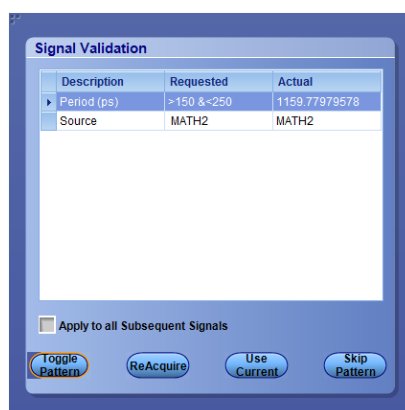 Signal Validation
Description Requested Actual
Period (ps) >150 &<250 1159.77979578
Source MATH2 MATH2
Apply to all Subsequent Signals
Toggle Pattern ReAcquire Use Current Skip Pattern